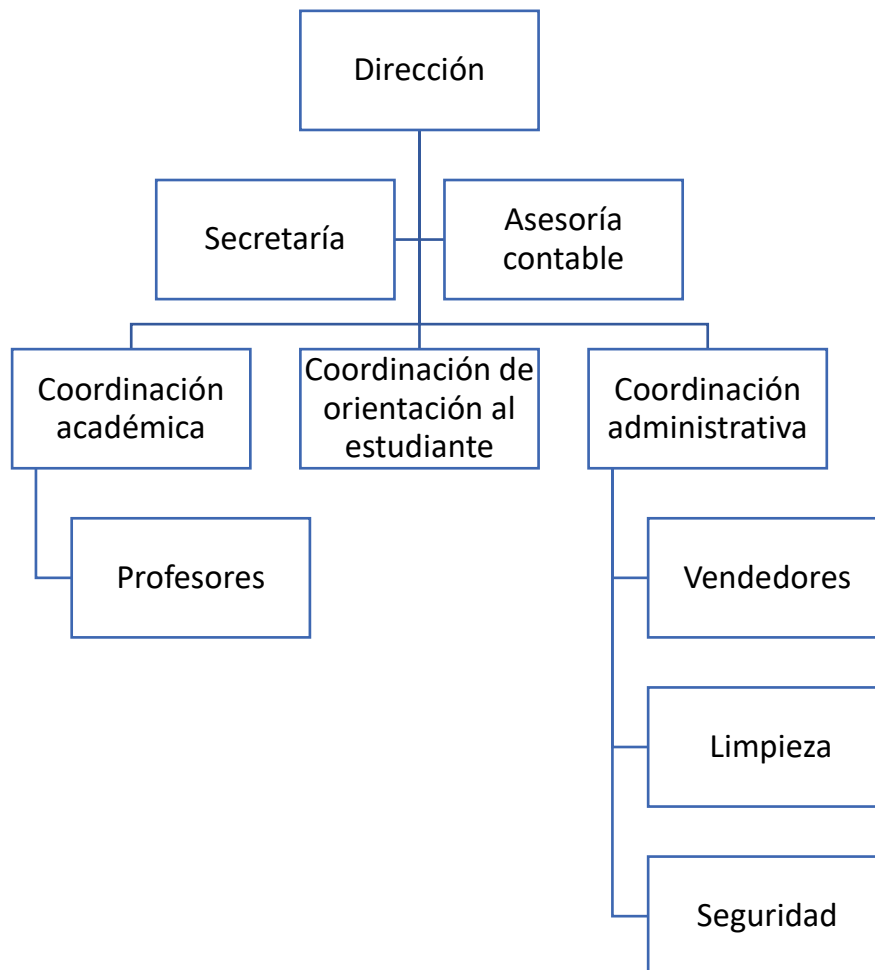 Dirección
Secretaría
Asesoría
contable
Coordinación
académica
Coordinación de
orientación al
estudiante
Coordinación
administrativa
Profesores
Vendedores
Limpieza
Seguridad